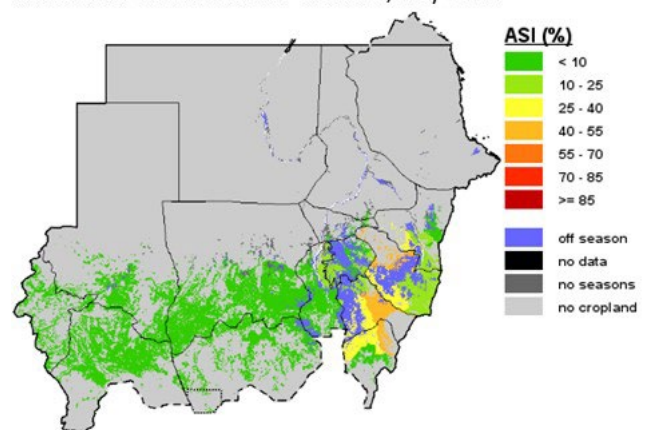 ASI (%)
< 10
10 - 25
25 - 40
40 - 55
55 - 70
70 - 85
>= 85
off season
no data
no seasons
no cropland